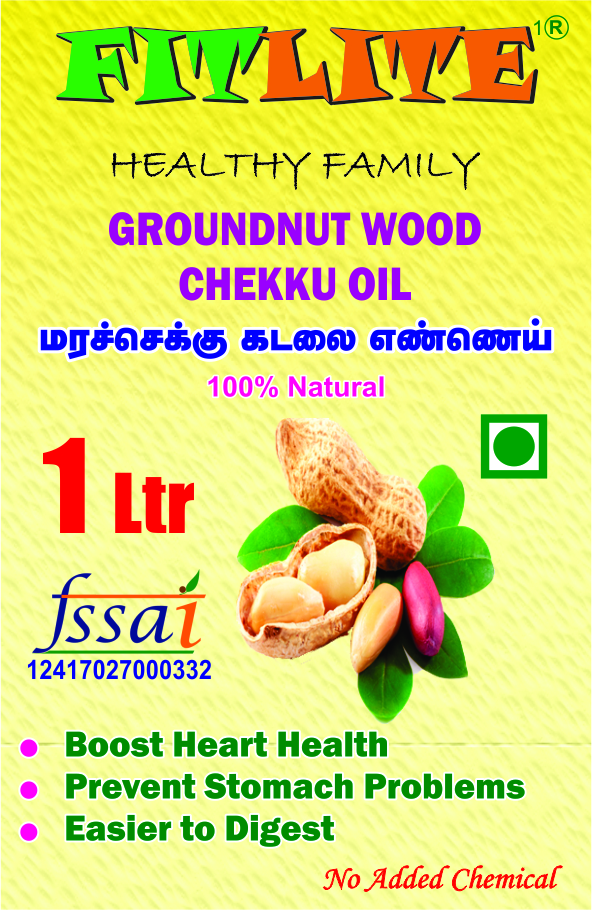 FITLITE 1®
HEALTHY FAMILY
GROUNDNUT WOOD
CHEKKU OIL
மரச்செக்கு கடலை எண்ணெய்
100% Natural
1 Ltr
fssai
12417027000332
Boost Heart Health
Prevent Stomach Problems
Easier to Digest
No Added Chemical